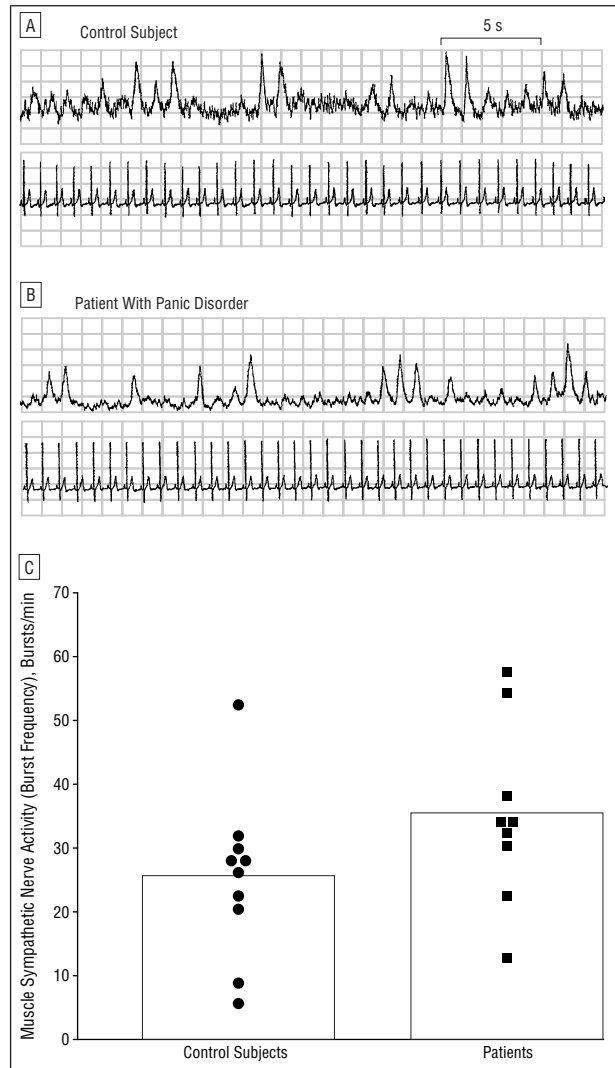 A
Control Subject
5 s
B
Patient With Panic Disorder
C
Muscle Sympathetic Nerve Activity (Burst Frequency), Bursts/min
70
60
50
40
30
20
10
0
Control Subjects
Patients